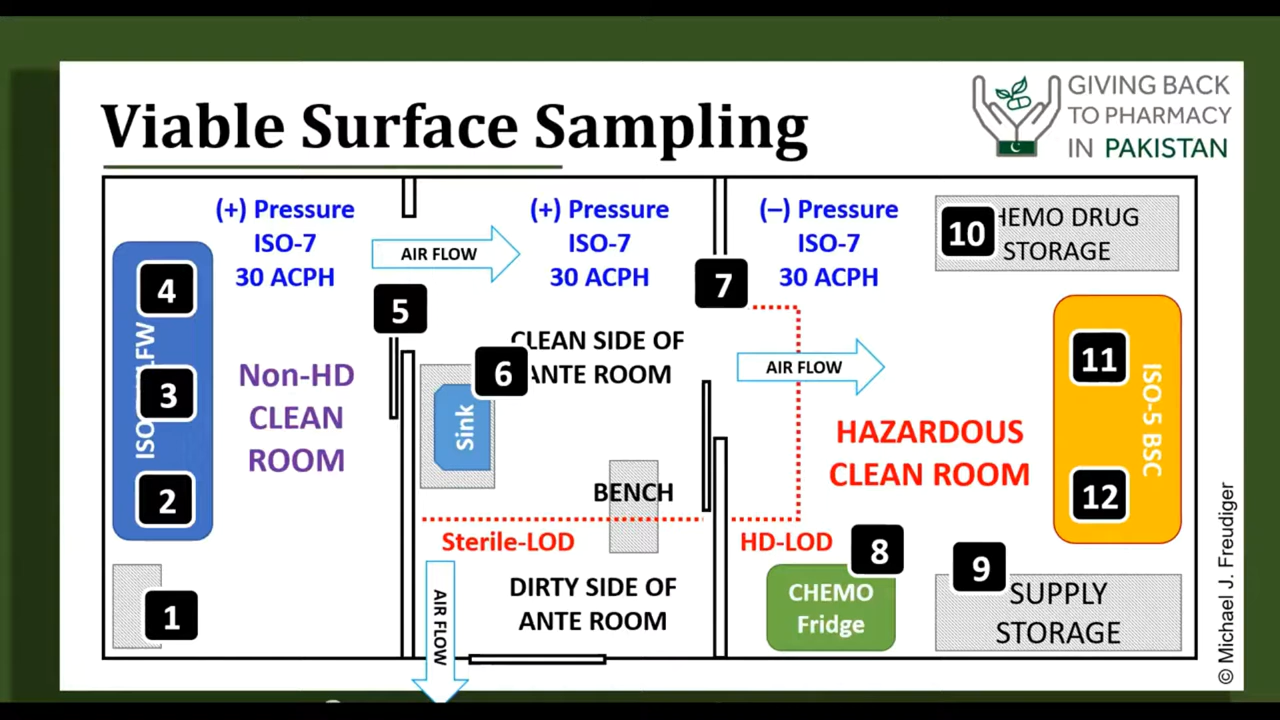 Viable Surface Sampling
GIVING BACK
TO PHARMACY
IN PAKISTAN
(+) Pressure
ISO-7
30 ACPH
AIR FLOW
(+) Pressure
ISO-7
30 ACPH
(–) Pressure
ISO-7
30 ACPH
10
HEMO DRUG
STORAGE
4
3
2
1
ISO
LFW
Non-HD
CLEAN
ROOM
5
6
CLEAN SIDE OF
ANTE ROOM
Sink
BENCH
Sterile-LOD
DIRTY SIDE OF
ANTE ROOM
AIR FLOW
7
AIR FLOW
HAZARDOUS
CLEAN ROOM
HD-LOD
8
CHEMO
Fridge
9
SUPPLY
STORAGE
11
12
ISO-5 BSC
© Michael J. Freudiger